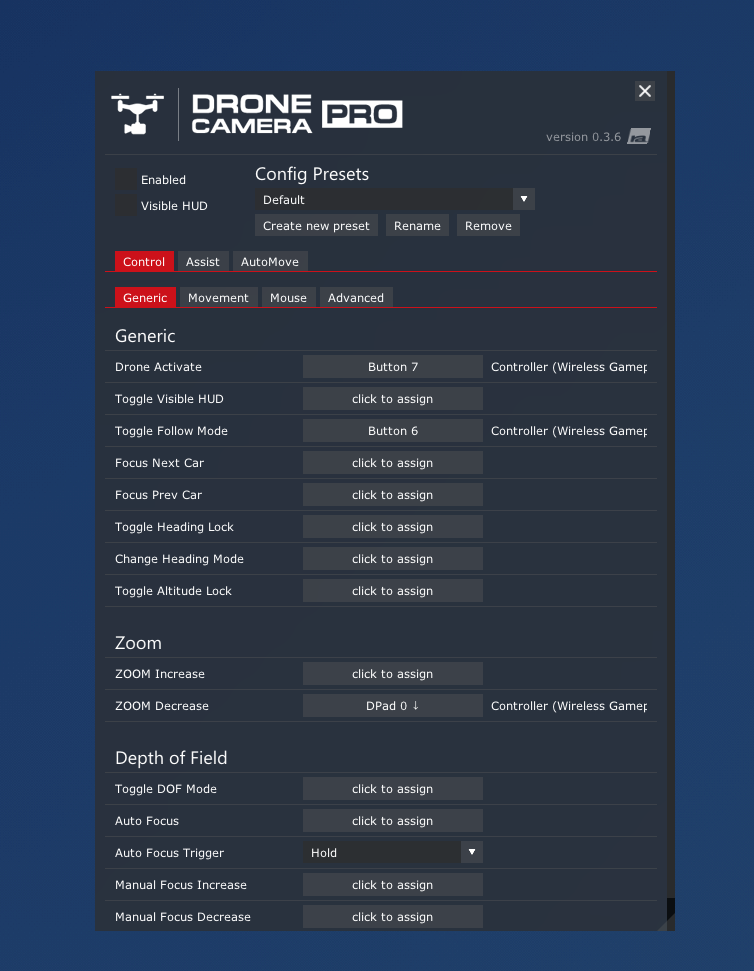 DRONE
CAMERA PRO
version 0.3.6
Enabled
Visible HUD
Config Presets
Default
Create new preset Rename Remove
Control Assist AutoMove
Generic Movement Mouse Advanced
Generic
Drone Activate Button 7 Controller (Wireless Gamep
Toggle Visible HUD click to assign
Toggle Follow Mode Button 6 Controller (Wireless Gamep
Focus Next Car click to assign
Focus Prev Car click to assign
Toggle Heading Lock click to assign
Change Heading Mode click to assign
Toggle Altitude Lock click to assign
Zoom
ZOOM Increase click to assign
ZOOM Decrease DPad 0 ↓ Controller (Wireless Gamep
Depth of Field
Toggle DOF Mode click to assign
Auto Focus click to assign
Auto Focus Trigger Hold
Manual Focus Increase click to assign
Manual Focus Decrease click to assign